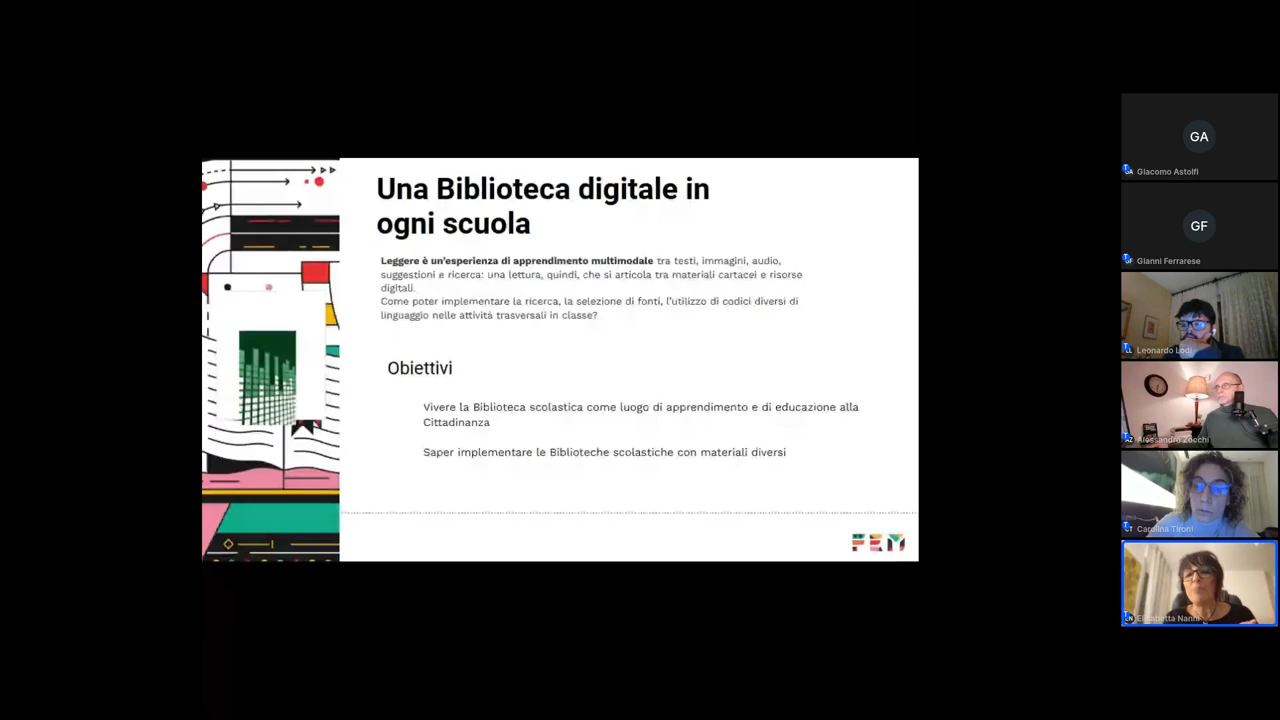 Una Biblioteca digitale in
ogni scuola
Leggere è un'esperienza di apprendimento multimodale tra testi, immagini, audio,
suggestioni e ricerca: una lettura, quindi, che si articola tra materiali cartacei e risorse
digitali.
Come poter implementare la ricerca, la selezione di fonti, l'utilizzo di codici diversi di
linguaggio nelle attività trasversali in classe?
Obiettivi
Vivere la Biblioteca scolastica come luogo di apprendimento e di educazione alla
Cittadinanza
Saper implementare le Biblioteche scolastiche con materiali diversi
FEM
GA
Giacomo Astolfi
GF
Gianni Ferrarese
Leonardo Lodi
Alessandro Zocchi
Carolina Tironi
Elisabetta Nanni